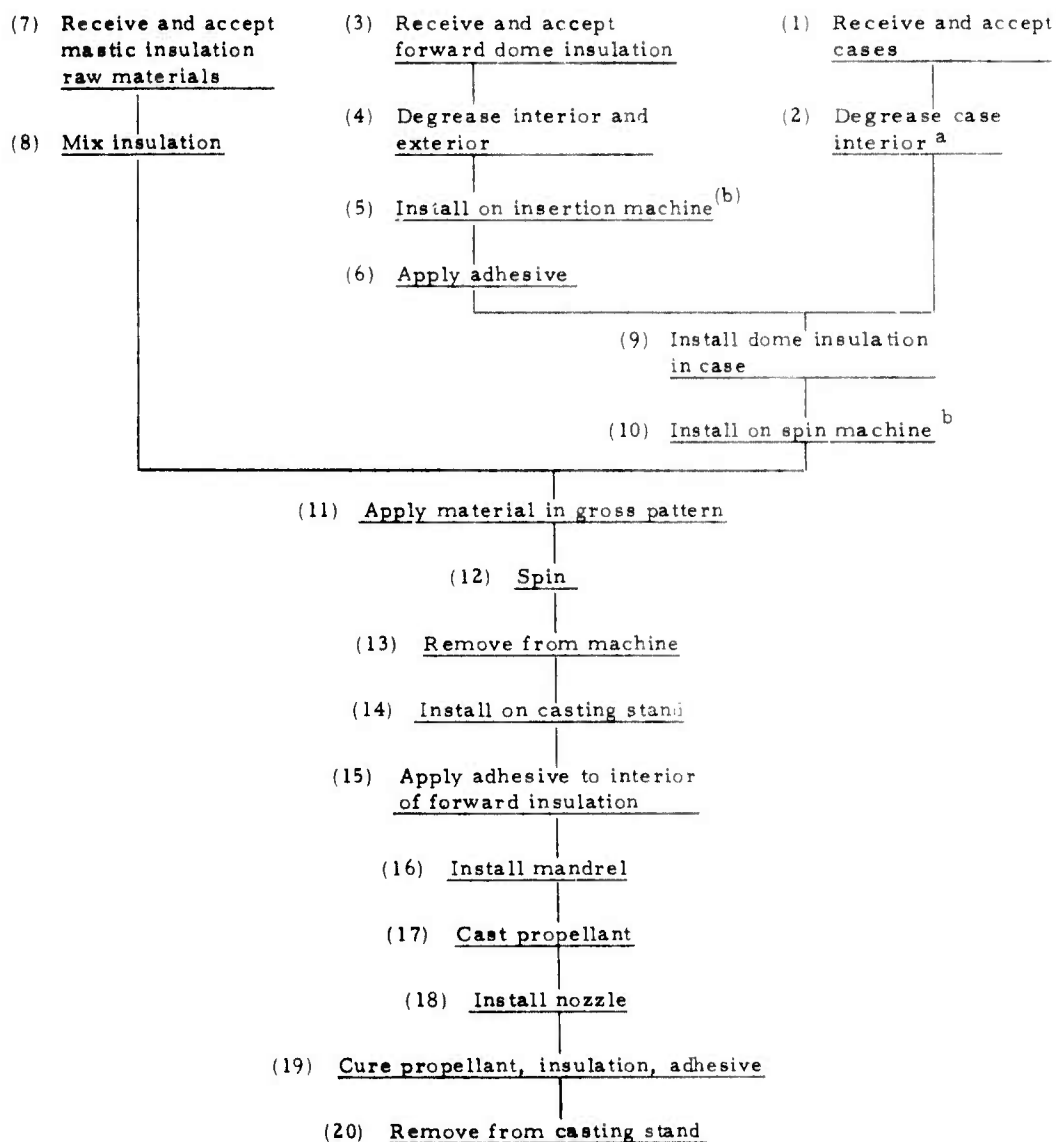 (7) Receive and accept
mastic insulation
raw materials
(3) Receive and accept
forward dome insulation
(1) Receive and accept
cases
(8) Mix insulation
(4) Degrease interior and
exterior
(2) Degrease case
interior a
(5) Install on insertion machine(b)
(6) Apply adhesive
(9) Install dome insulation
in case
(10) Install on spin machine b
(11) Apply material in gross pattern
(12) Spin
(13) Remove from machine
(14) Install on casting stand
(15) Apply adhesive to interior
of forward insulation
(16) Install mandrel
(17) Cast propellant
(18) Install nozzle
(19) Cure propellant, insulation, adhesive
(20) Remove from casting stand